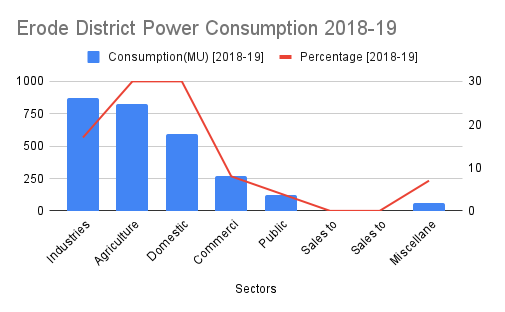 Erode District Power Consumption 2018-19
Consumption(MU) [2018-19] Percentage [2018-19]
1000 30
750
20
500
10
250
0 0
Industries Agriculture Domestic Commerci Public Sales to Sales to Miscellane
Sectors